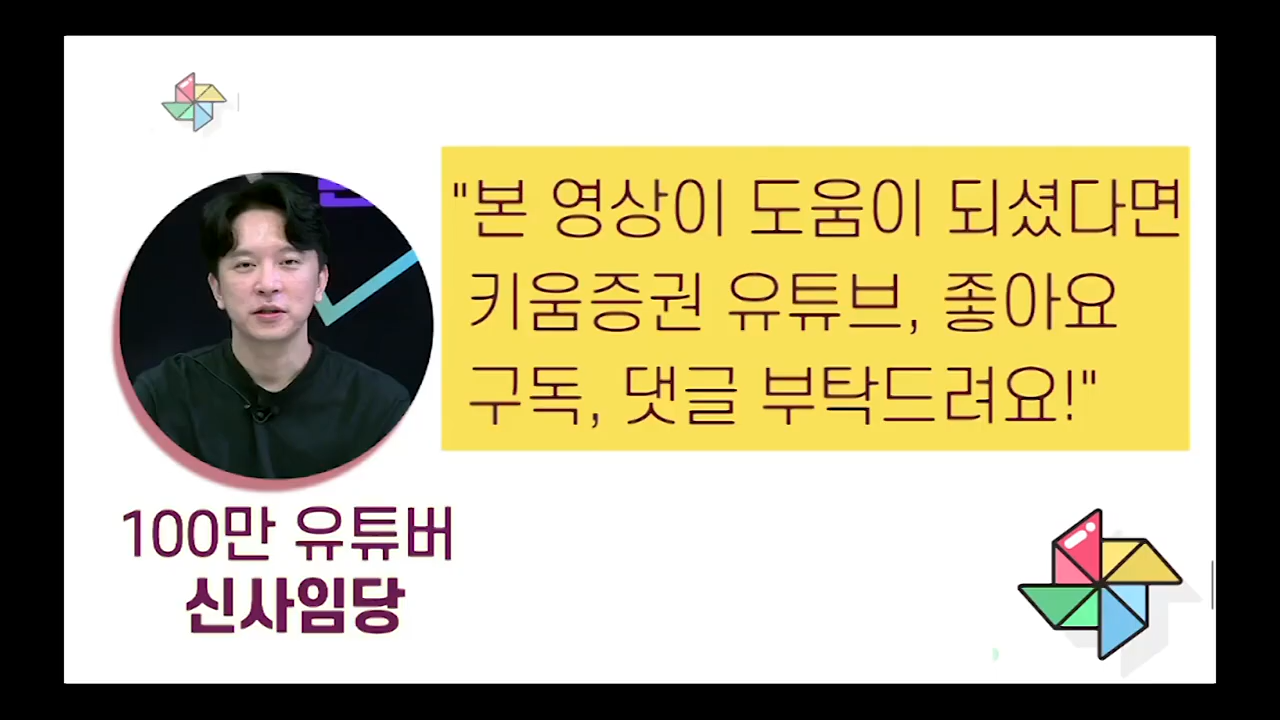 "본 영상이 도움이 되셨다면
키움증권 유튜브, 좋아요
구독, 댓글 부탁드려요!"
100만 유튜버
신사임당